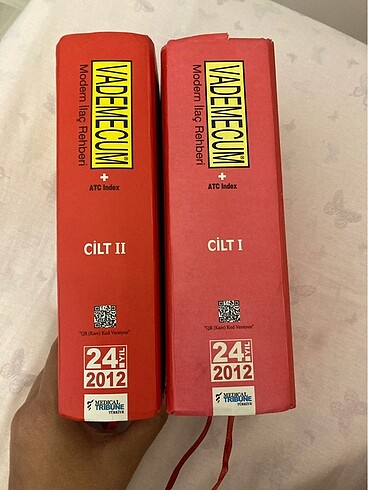 VADEMECUM
Modern İlaç Rehberi
+
ATC Index
CİLT II
"QR (Kare) Kod Versiyon"
24.YIL
2012
MEDICAL
TRIBUNE
TÜRKİYE
VADEMECUM
Modern İlaç Rehberi
+
ATC Index
CİLT I
"QR (Kare) Kod Versiyon"
24.YIL
2012
MEDICAL
TRIBUNE
TÜRKİYE